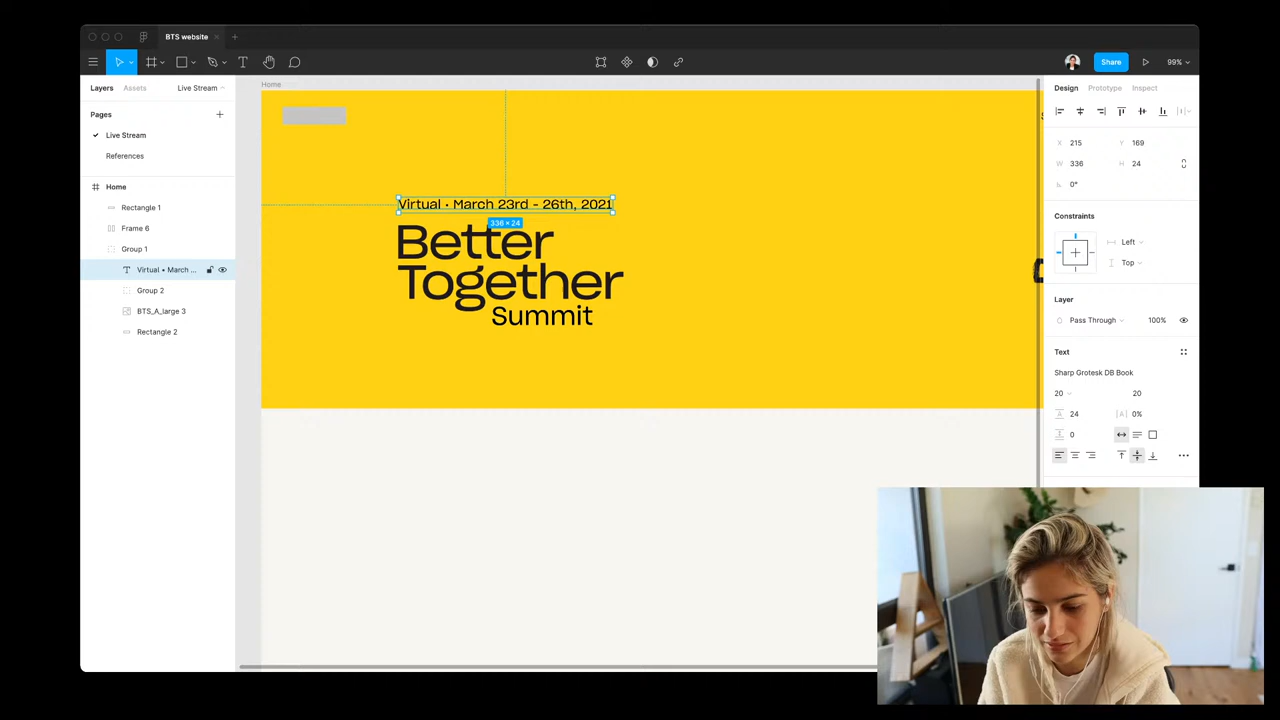 BTS website
Share
99%
Layers
Assets
Live Stream
Home
Design
Prototype
Inspect
Pages
Live Stream
References
Home
Rectangle 1
Frame 6
Group 1
Virtual • March ...
Group 2
BTS_A_large 3
Rectangle 2
Virtual • March 23rd - 26th, 2021
336 × 24
Better
Together
Summit
X 215
Y 169
W 336
H 24
0°
Constraints
Left
Top
Layer
Pass Through
100%
Text
Sharp Grotesk DB Book
20
20
24
0%
0